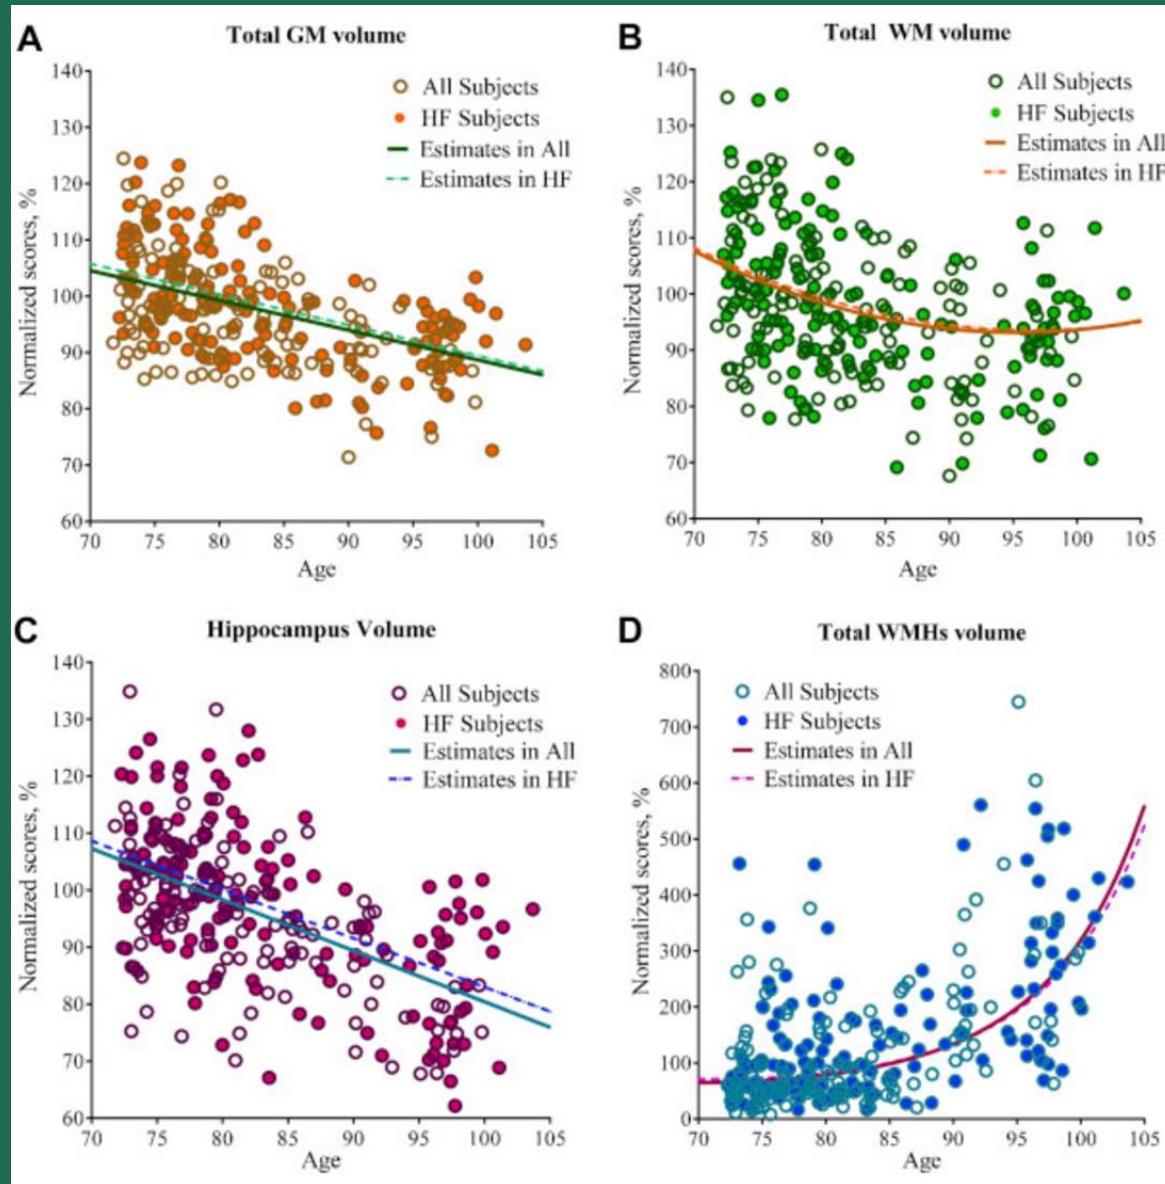 A
Total GM volume
140
130
120
110
100
90
80
70
60
Normalized scores, %
All Subjects
HF Subjects
Estimates in All
Estimates in HF
70 75 80 85 90 95 100 105
Age
B
Total WM volume
140
130
120
110
100
90
80
70
60
Normalized scores, %
All Subjects
HF Subjects
Estimates in All
Estimates in HF
70 75 80 85 90 95 100 105
Age
C
Hippocampus Volume
140
130
120
110
100
90
80
70
60
Normalized scores, %
All Subjects
HF Subjects
Estimates in All
Estimates in HF
70 75 80 85 90 95 100 105
Age
D
Total WMHs volume
800
700
600
500
400
300
200
100
0
Normalized scores, %
All Subjects
HF Subjects
Estimates in All
Estimates in HF
70 75 80 85 90 95 100 105
Age